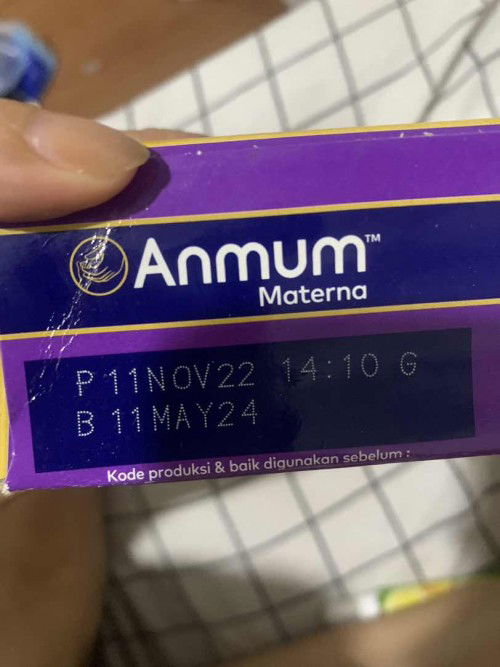 Anmum™
Materna
P 11NOV22 14:10 G
B 11MAY24
Kode produksi & baik digunakan sebelum :